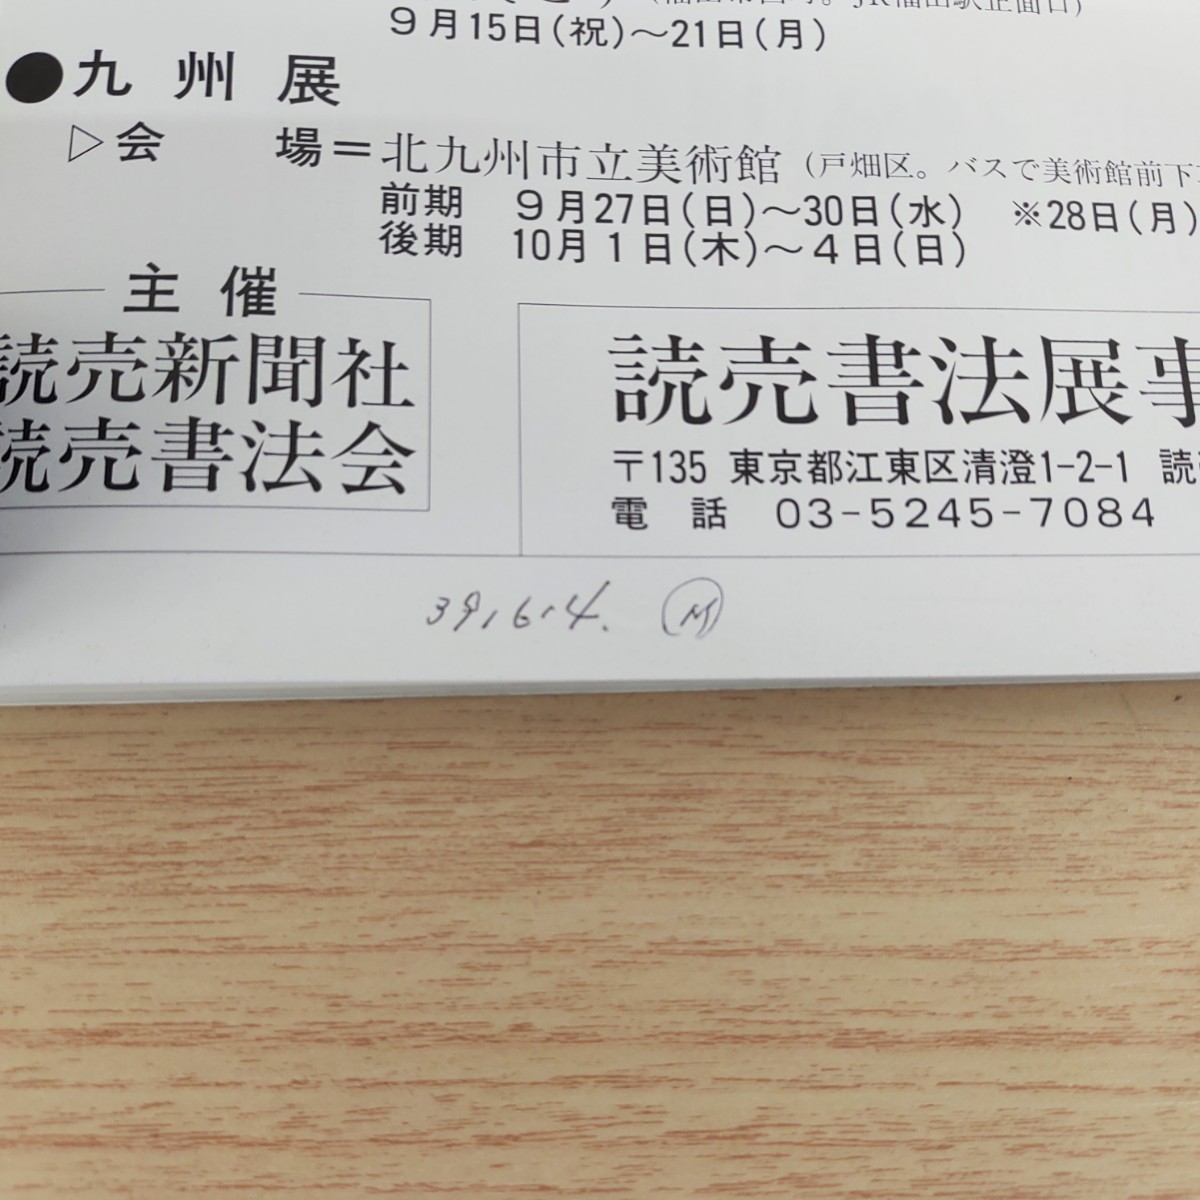 9月15日(祝)〜21日(月)
●九州展
▷会場=北九州市立美術館(戸畑区。バスで美術館前下
前期 9月27日(日)〜30日(水) ※28日(月)
後期 10月1日(木)〜4日(日)
主催
読売新聞社
読売書法会
読売書法展事
〒135 東京都江東区清澄1-2-1 読
電話 03-5245-7084
M